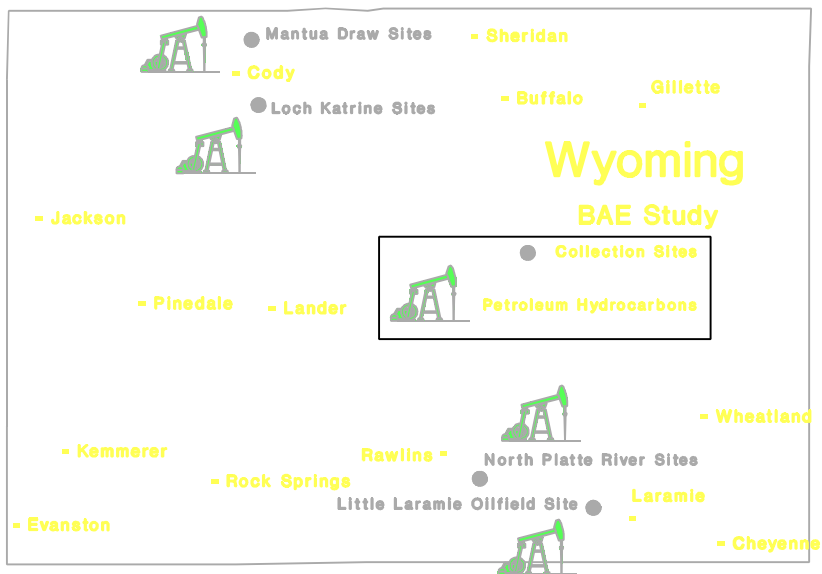 Mantua Draw Sites
Sheridan
Cody
Gillette
Buffalo
Loch Katrine Sites
Wyoming
BAE Study
Jackson
Collection Sites
Pinedale
Lander
Petroleum Hydrocarbons
Wheatland
Kemmerer
Rawlins
North Platte River Sites
Rock Springs
Little Laramie Oilfield Site
Laramie
Evanston
Cheyenne